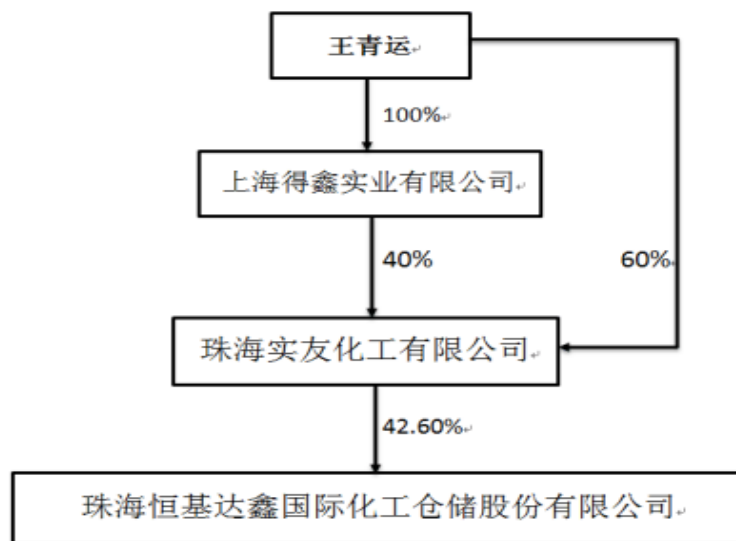 王青运
100%
上海得鑫实业有限公司
40%
60%
珠海实友化工有限公司
42.60%
珠海恒基达鑫国际化工仓储股份有限公司